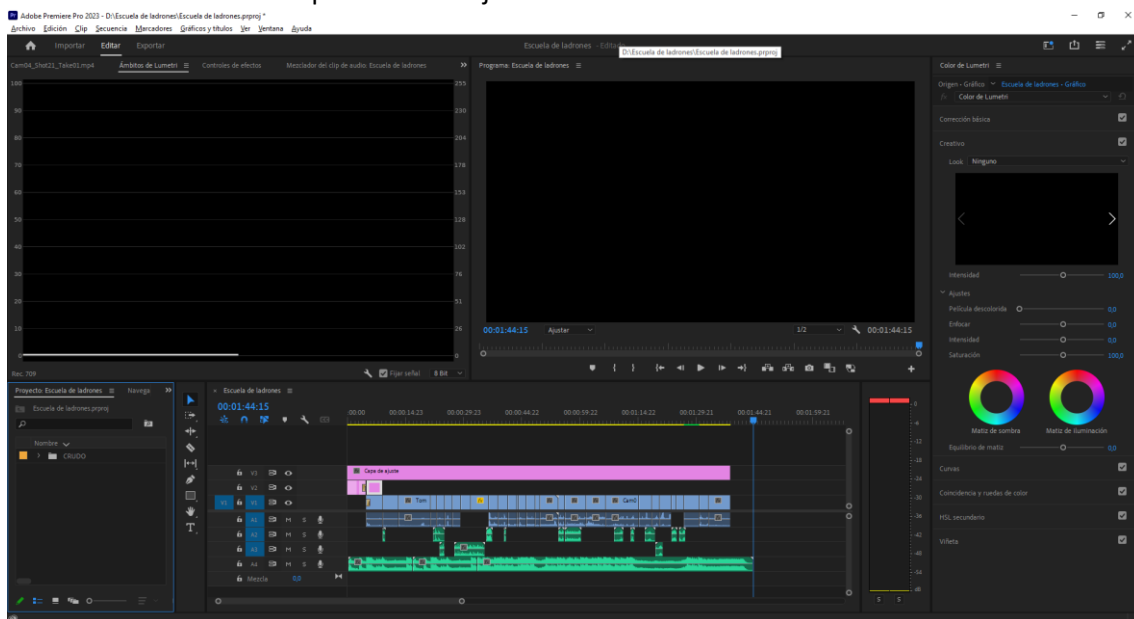 Adobe Premiere Pro 2023 - D:\Escuela de ladrones\Escuela de ladrones.prproj *
Archivo Edición Clip Secuencia Marcadores Gráficos y títulos Ver Ventana Ayuda
Importar Editar Exportar
Escuela de ladrones - Edita
D:\Escuela de ladrones\Escuela de ladrones.prproj
Cam04_Shot21_Take01.mp4 Ámbitos de Lumetri Controles de efectos Mezclador del clip de audio: Escuela de ladrones
Programa: Escuela de ladrones
Color de Lumetri
Origen - Gráfico Escuela de ladrones - Gráfico
fx Color de Lumetri
Corrección básica
Creativo
Look Ninguno
Intensidad 100,0
Ajustes
Película descolorida 0,0
Enfocar 0,0
Intensidad 0,0
Saturación 100,0
Matiz de sombra Matiz de iluminación
Equilibrio de matiz 0,0
Curvas
Coincidencia y ruedas de color
HSL secundario
Viñeta
100 255
90 230
80 204
70 178
60 153
50 128
40 102
30 76
20 51
10 26
0 0
Rec. 709 Fijar señal 8 Bit
00:01:44:15 Ajustar 1/2 00:01:44:15
Proyecto: Escuela de ladrones Navega
Escuela de ladrones.prproj
Nombre
CRUDO
Escuela de ladrones
00:01:44:15
:00:00 00:00:14:23 00:00:29:23 00:00:44:22 00:00:59:22 00:01:14:22 00:01:29:21 00:01:44:21 00:01:59:21
V3 Capa de ajuste
V2
V1 V1 Tom Cam0
A1 M S
A2 M S
A3 M S
A4 M S
Mezcla 0,0
0
-6
-12
-18
-24
-30
-36
-42
-48
-54
dB
S S